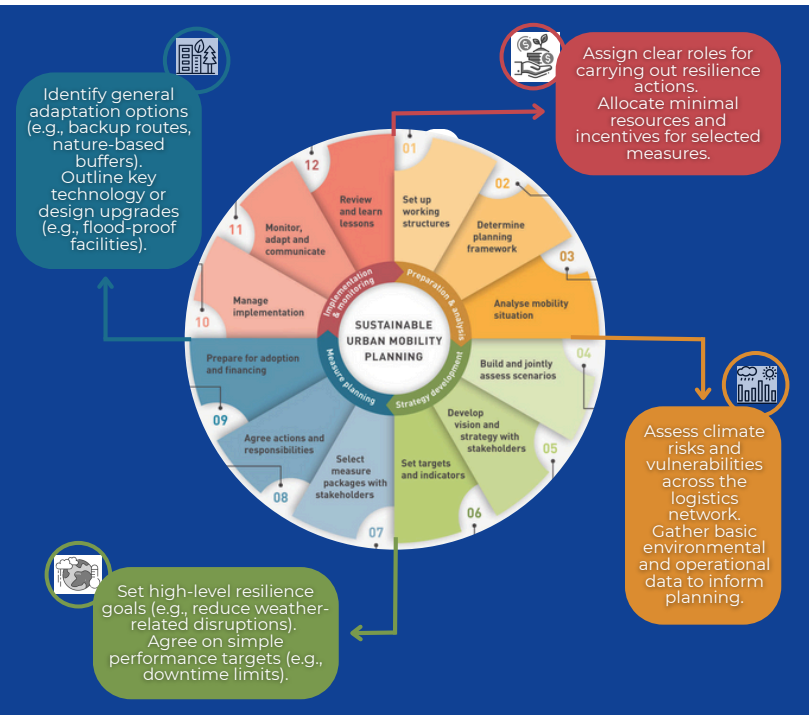 Identify general
adaptation options
(e.g., backup routes,
nature-based
buffers).
Outline key
technology or
design upgrades
(e.g., flood-proof
facilities).
Assign clear roles for
carrying out resilience
actions.
Allocate minimal
resources and
incentives for selected
measures.
01
Set up
working
structures
02
Determine
planning
framework
03
Analyse mobility
situation
04
Build and jointly
assess scenarios
05
Develop
vision and
strategy with
stakeholders
06
Set targets
and indicators
07
Select
measure
packages with
stakeholders
08
Agree actions and
responsibilities
09
Prepare for adoption
and financing
10
Manage
implementation
11
Monitor,
adapt and
communicate
12
Review
and learn
lessons
Preparation & analysis
Strategy development
Measure planning
Implementation
& monitoring
SUSTAINABLE
URBAN MOBILITY
PLANNING
Assess climate
risks and
vulnerabilities
across the
logistics
network.
Gather basic
environmental
and operational
data to inform
planning.
Set high-level resilience
goals (e.g., reduce weather-
related disruptions).
Agree on simple
performance targets (e.g.,
downtime limits).